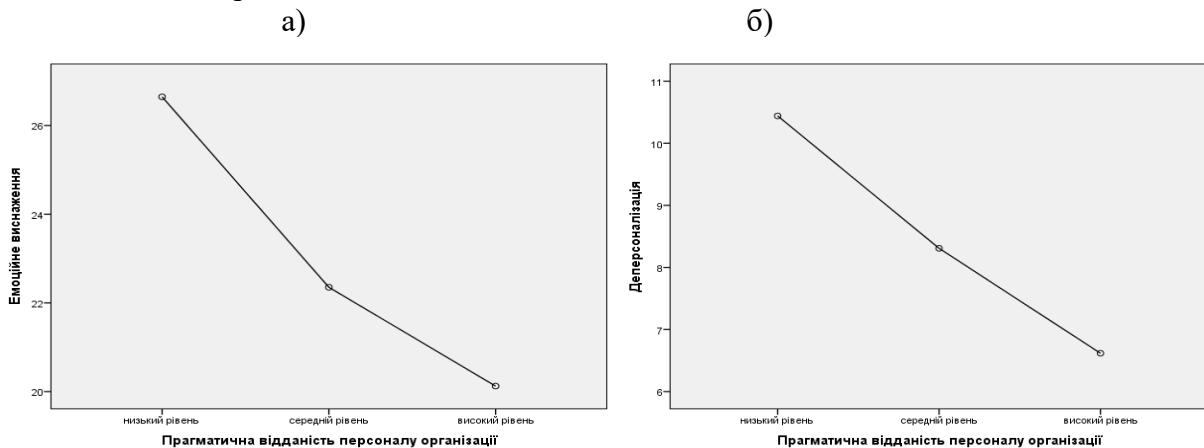 а) б)
Емоційне виснаження
26
24
22
20
низький рівень середній рівень високий рівень
Прагматична відданість персоналу організації
Деперсоналізація
11
10
9
8
7
6
низький рівень середній рівень високий рівень
Прагматична відданість персоналу організації